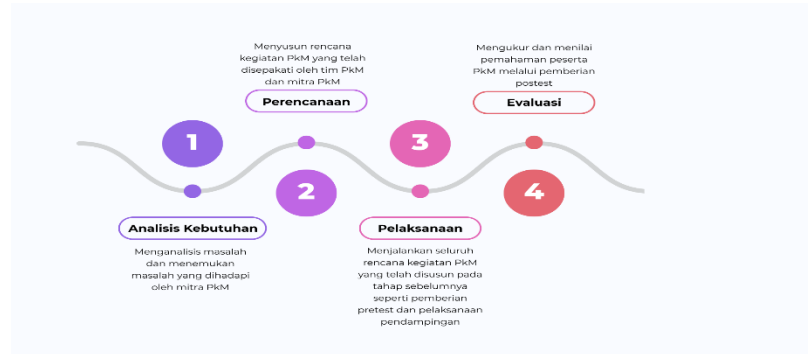 1
Analisis Kebutuhan
Menganalisis masalah
dan menemukan
masalah yang dihadapi
oleh mitra PkM
Menyusun rencana
kegiatan PkM yang telah
disepakati oleh tim PkM
dan mitra PkM
Perencanaan
2
3
Pelaksanaan
Menjalankan seluruh
rencana kegiatan PkM
yang telah disusun pada
tahap sebelumnya
seperti pemberian
pretest dan pelaksanaan
pendampingan
Mengukur dan menilai
pemahaman peserta
PkM melalui pemberian
postest
Evaluasi
4